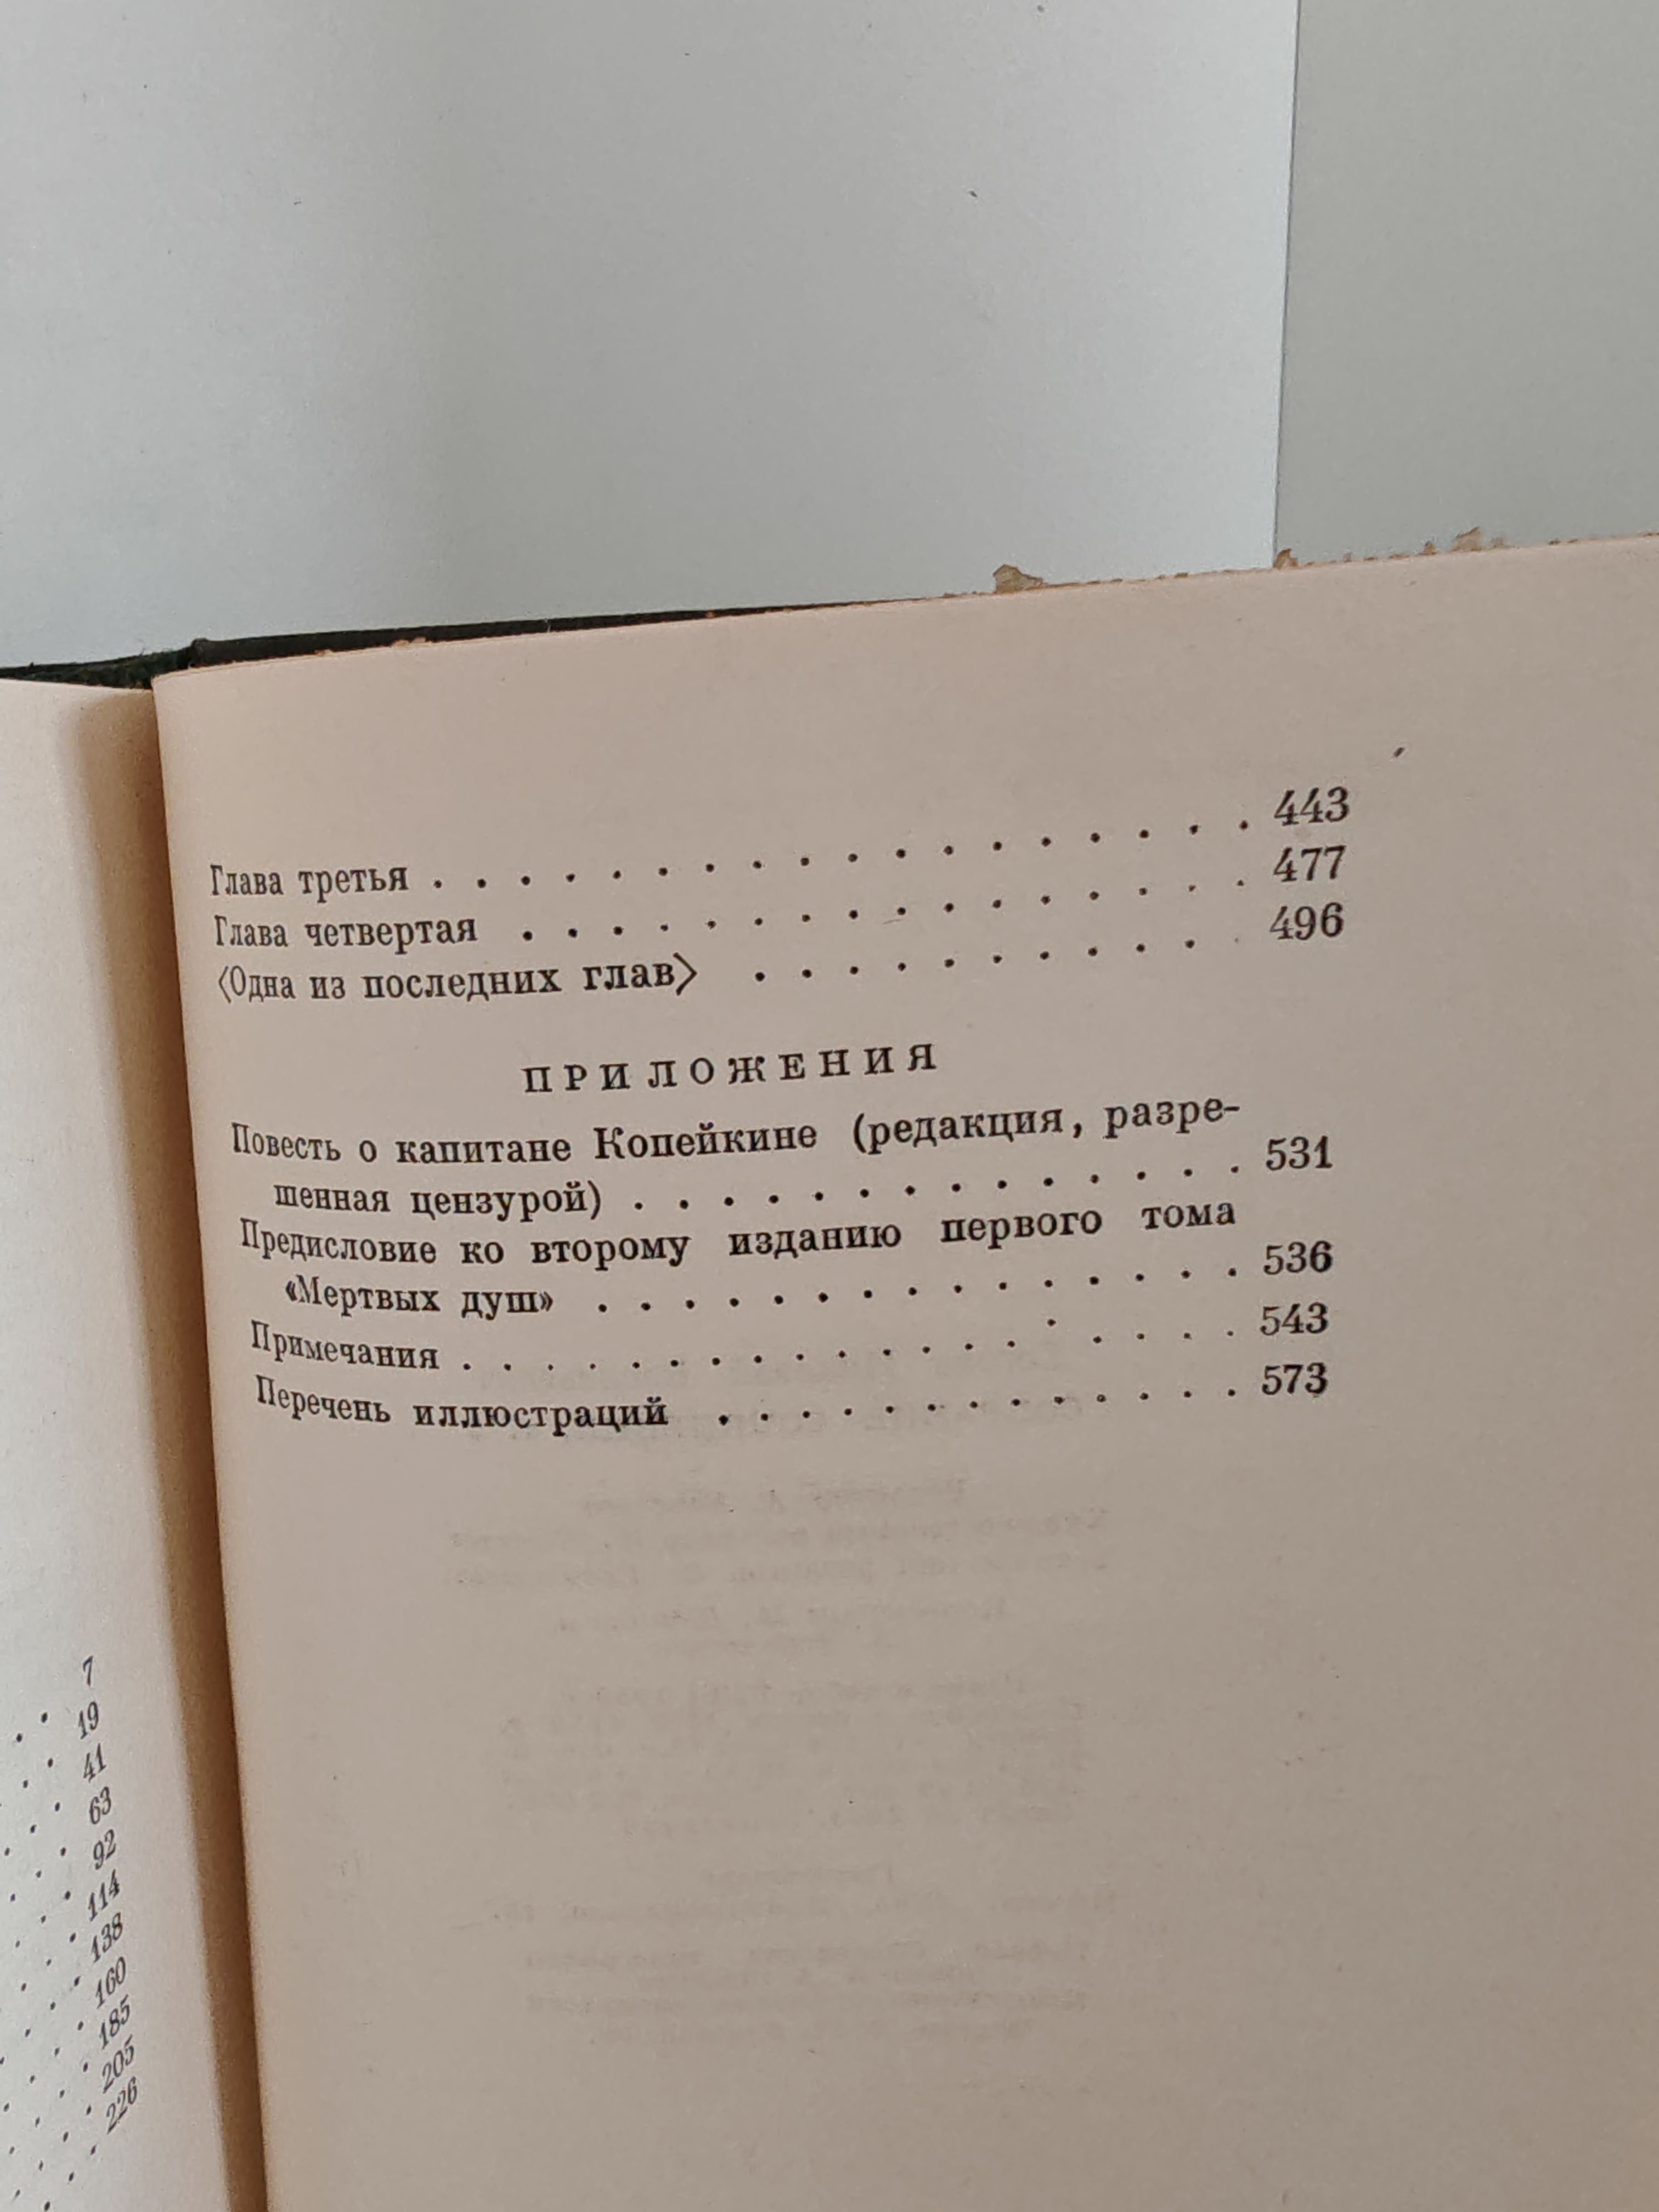 7
19
41
63
92
114
138
160
185
205
226
Глава третья . . . . . . . . . . . . . . . . . . 443
Глава четвертая . . . . . . . . . . . . . . . . 477
〈Одна из последних глав〉 . . . . . . . . . . . 496
ПРИЛОЖЕНИЯ
Повесть о капитане Копейкине (редакция, разре-
шенная цензурой) . . . . . . . . . . . . . . 531
Предисловие ко второму изданию первого тома
«Мертвых душ» . . . . . . . . . . . . . . . 536
Примечания . . . . . . . . . . . . . . . . . . 543
Перечень иллюстраций . . . . . . . . . . . . 573